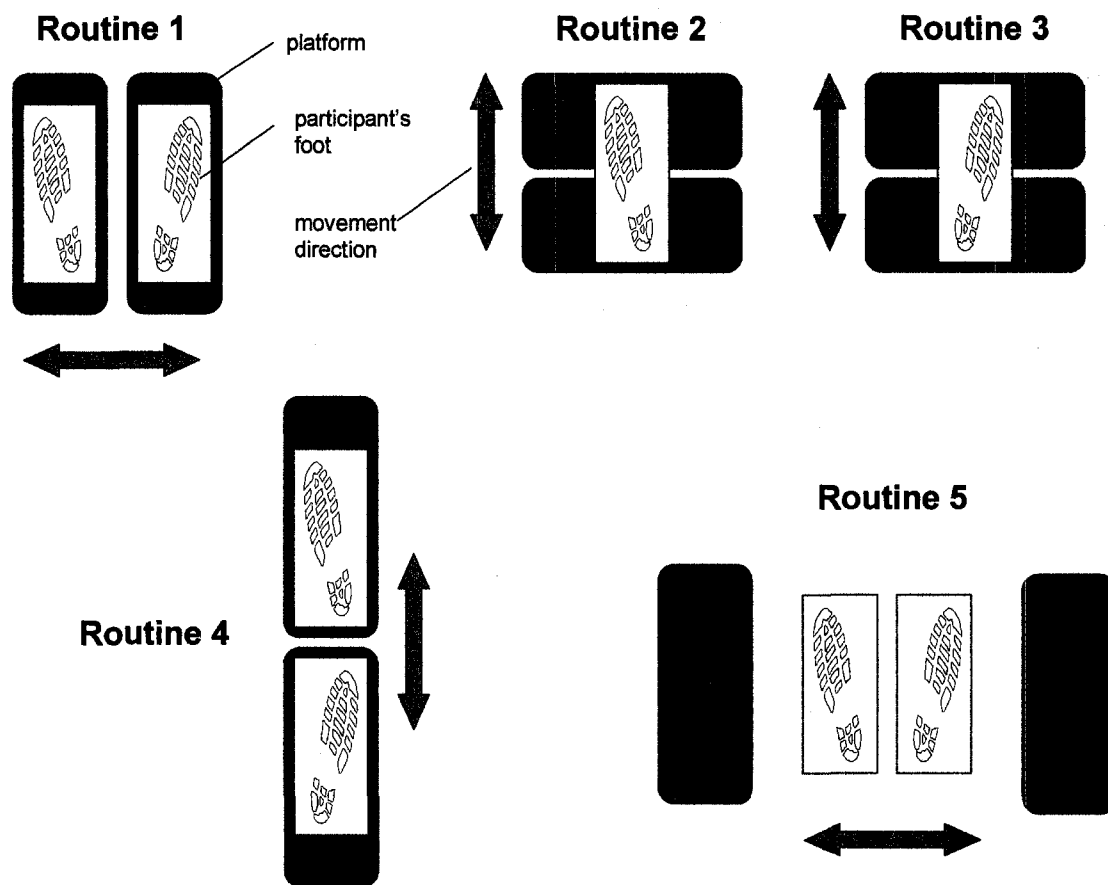 Routine 1
platform
participant's
foot
movement
direction
Routine 2
Routine 3
Routine 4
Routine 5